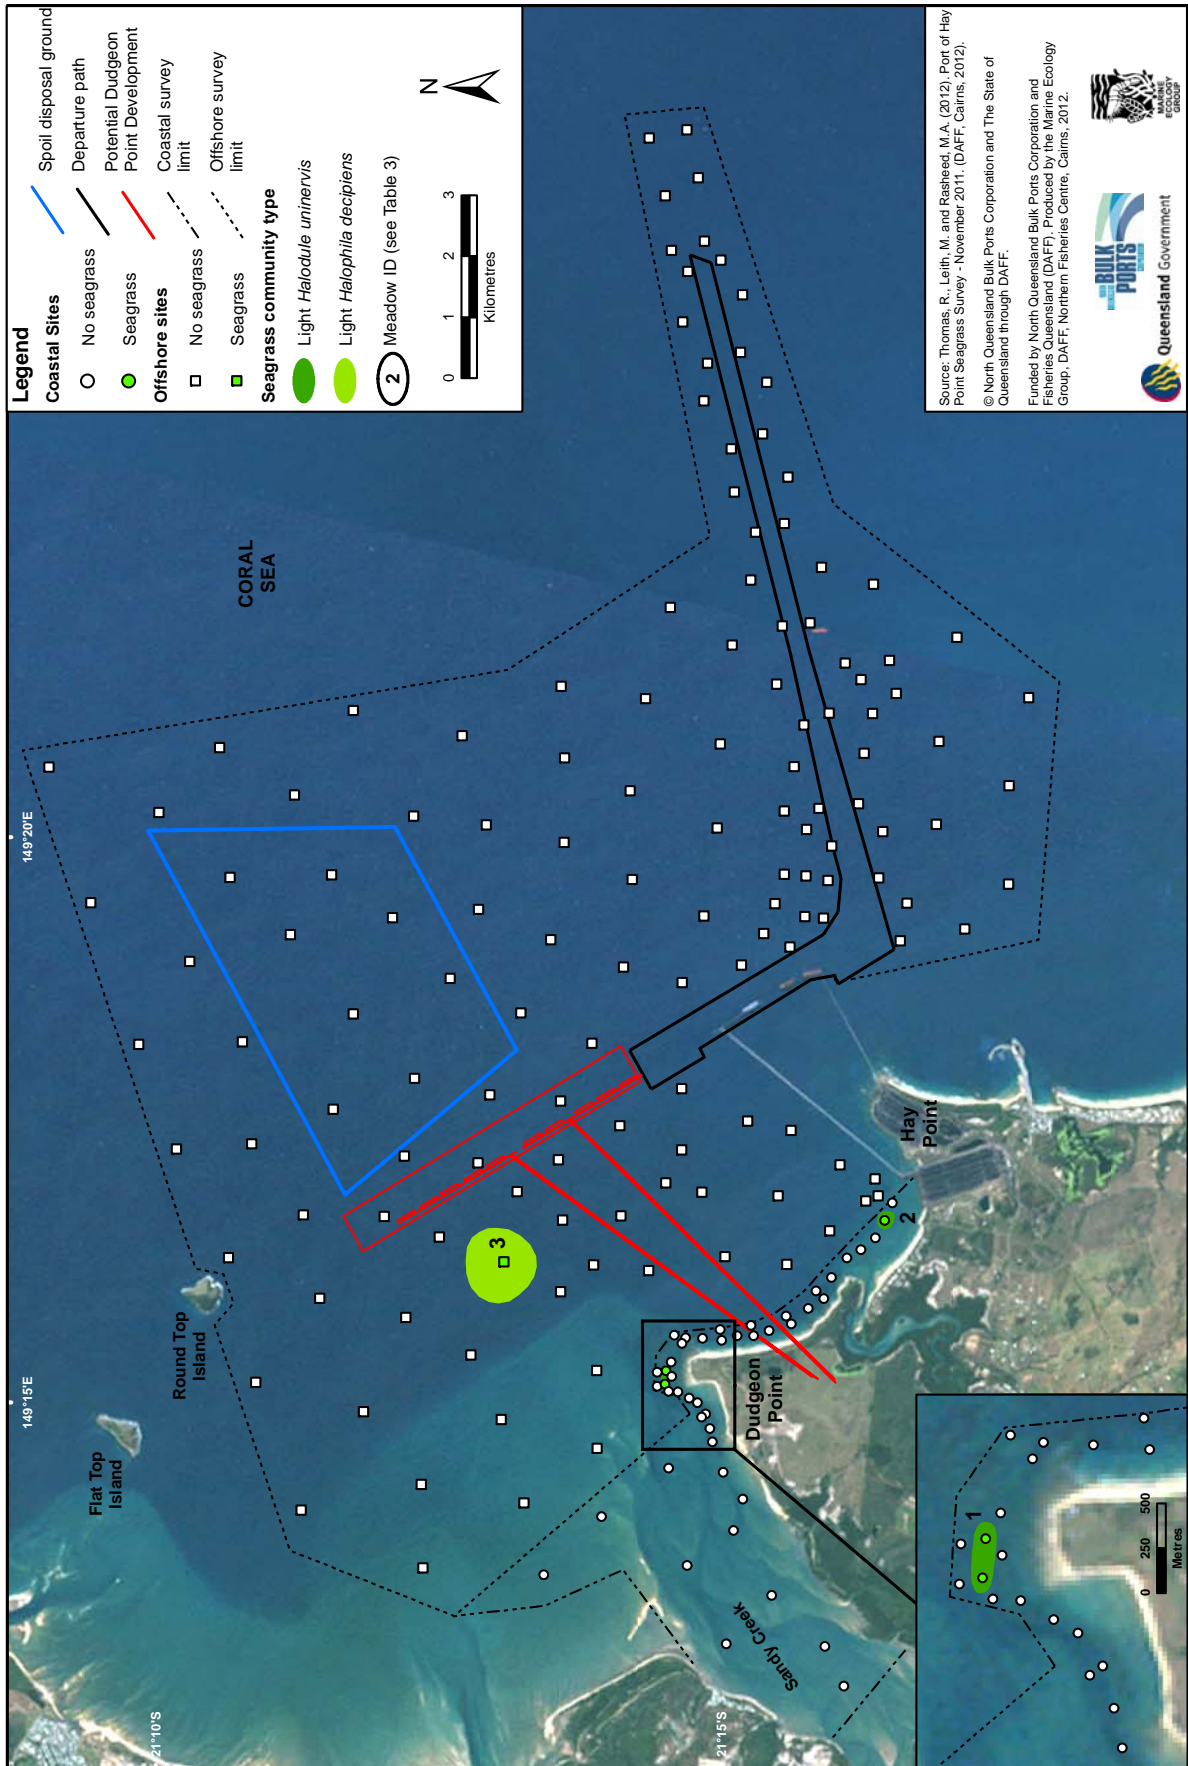 Legend
Coastal Sites
No seagrass
Seagrass
Offshore sites
No seagrass
Seagrass
Seagrass community type
Light Halodule uninervis
Light Halophila decipiens
2 Meadow ID (see Table 3)
Spoil disposal ground
Departure path
Potential Dudgeon
Point Development
Coastal survey
limit
Offshore survey
limit
N
0 1 2 3
Kilometres
149°15'E
149°20'E
21°10'S
21°15'S
Flat Top
Island
Round Top
Island
CORAL
SEA
3
Dudgeon
Point
Hay
Point
2
Sandy Creek
1
0 250 500
Metres
Source: Thomas, R., Leith, M. and Rasheed, M.A. (2012). Port of Hay
Point Seagrass Survey - November 2011. (DAFF, Cairns, 2012).
© North Queensland Bulk Ports Corporation and The State of
Queensland through DAFF.
Funded by North Queensland Bulk Ports Corporation and
Fisheries Queensland (DAFF). Produced by the Marine Ecology
Group, DAFF, Northern Fisheries Centre, Cairns, 2012.
Queensland Government
BULK
PORTS
MARINE
ECOLOGY
GROUP